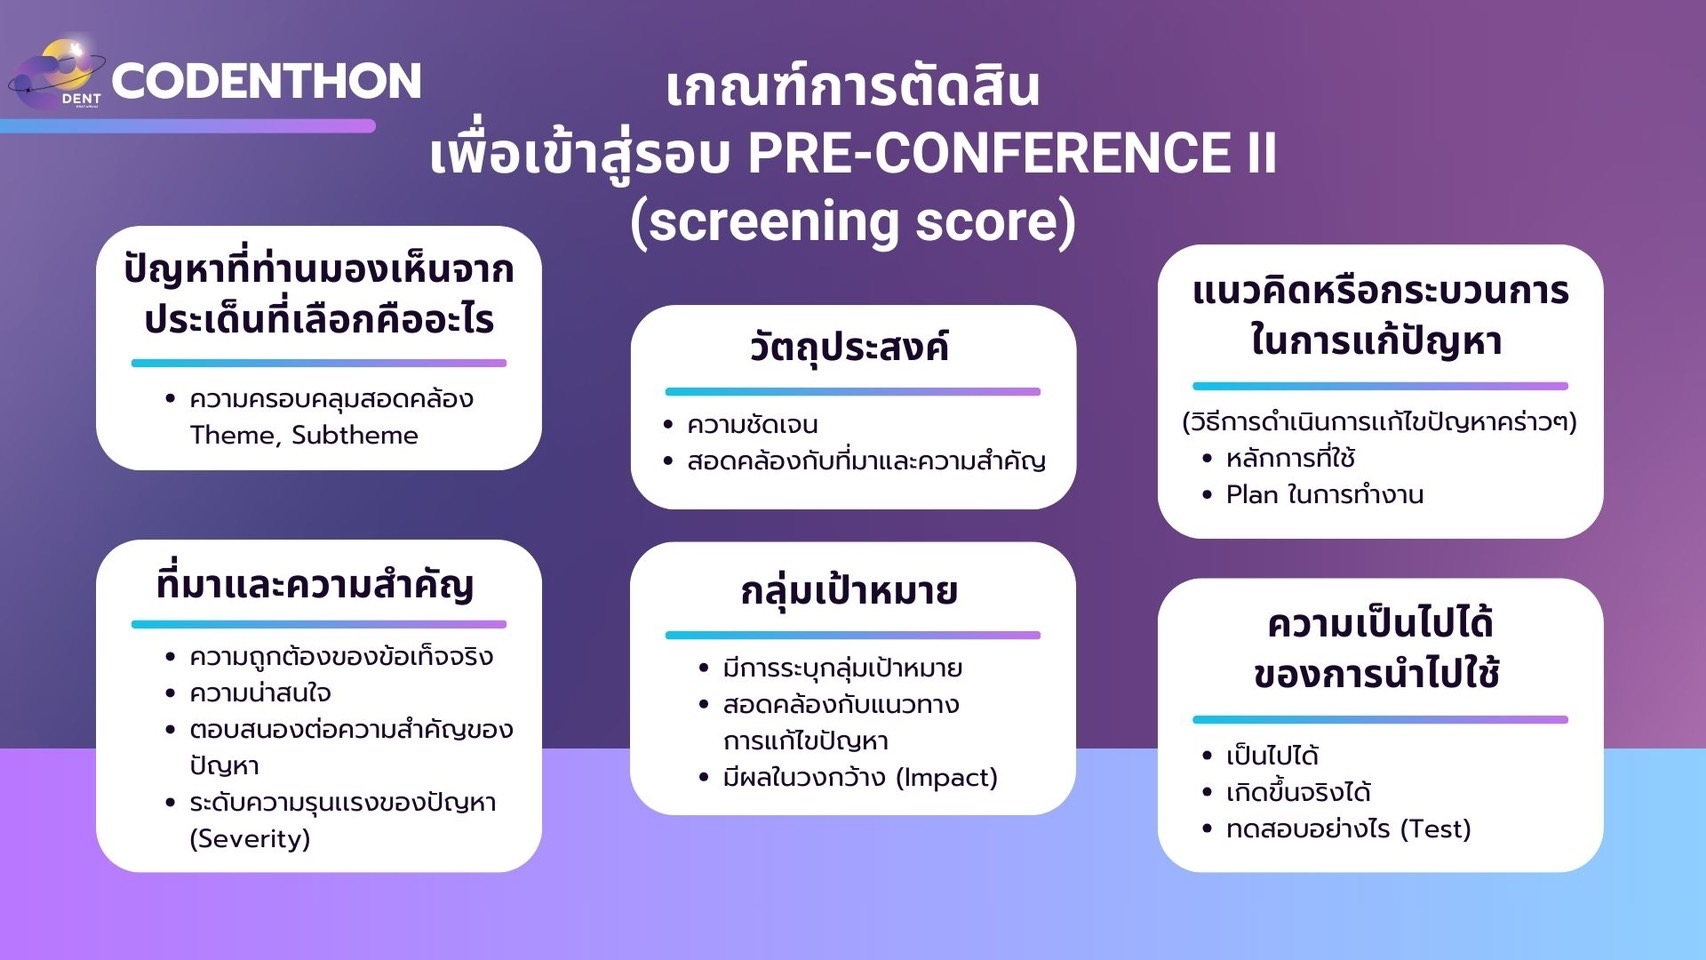 DENT
CODENTHON
เกณฑ์การตัดสิน
เพื่อเข้าสู่รอบ PRE-CONFERENCE II
(screening score)
ปัญหาที่ท่านมองเห็นจาก
ประเด็นที่เลือกคืออะไร
ความครอบคลุมสอดคล้อง
Theme, Subtheme
ที่มาและความสำคัญ
ความถูกต้องของข้อเท็จจริง
ความน่าสนใจ
ตอบสนองต่อความสำคัญของ
ปัญหา
ระดับความรุนแรงของปัญหา
(Severity)
วัตถุประสงค์
ความชัดเจน
สอดคล้องกับที่มาและความสำคัญ
กลุ่มเป้าหมาย
มีการระบุกลุ่มเป้าหมาย
สอดคล้องกับแนวทาง
การแก้ไขปัญหา
มีผลในวงกว้าง (Impact)
แนวคิดหรือกระบวนการ
ในการแก้ปัญหา
(วิธีการดำเนินการแก้ไขปัญหาคร่าวๆ)
หลักการที่ใช้
Plan ในการทำงาน
ความเป็นไปได้
ของการนำไปใช้
เป็นไปได้
เกิดขึ้นจริงได้
ทดสอบอย่างไร (Test)